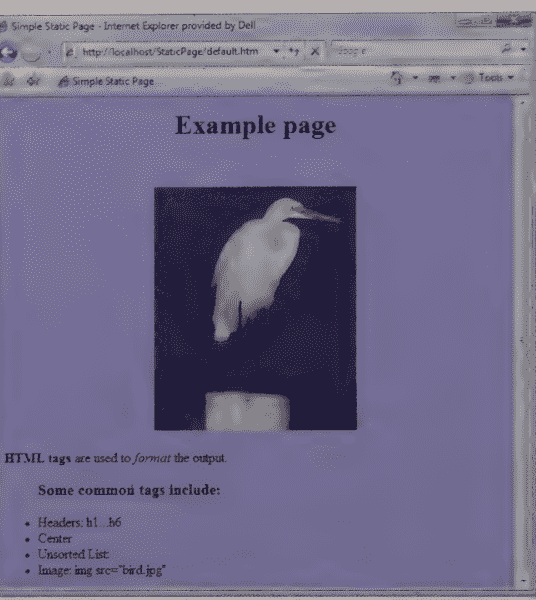 Simple Static Page - Internet Explorer provided by Dell
http://localhost/StaticPage/default.htm
Google
Simple Static Page
Tools
Example page
HTML tags are used to format the output.
Some common tags include:
Headers: h1...h6
Center
Unsorted List:
Image: img src="bird.jpg"